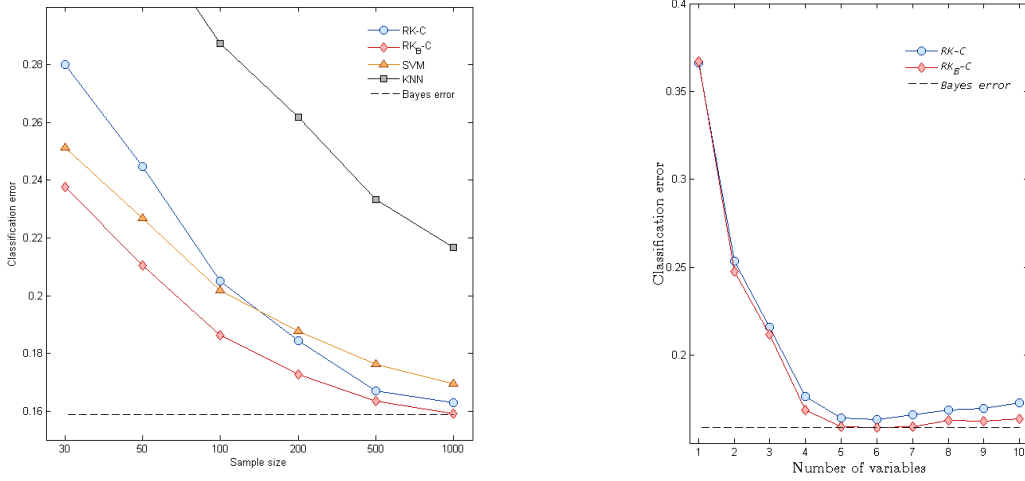 RK-C
RK_B-C
SVM
KNN
Bayes error
0.28
0.26
0.24
0.22
0.2
0.18
0.16
Classification error
30
50
100
200
500
1000
Sample size
0.4
0.35
0.3
0.25
0.2
Classification error
RK-C
RK_B-C
Bayes error
1
2
3
4
5
6
7
8
9
10
Number of variables